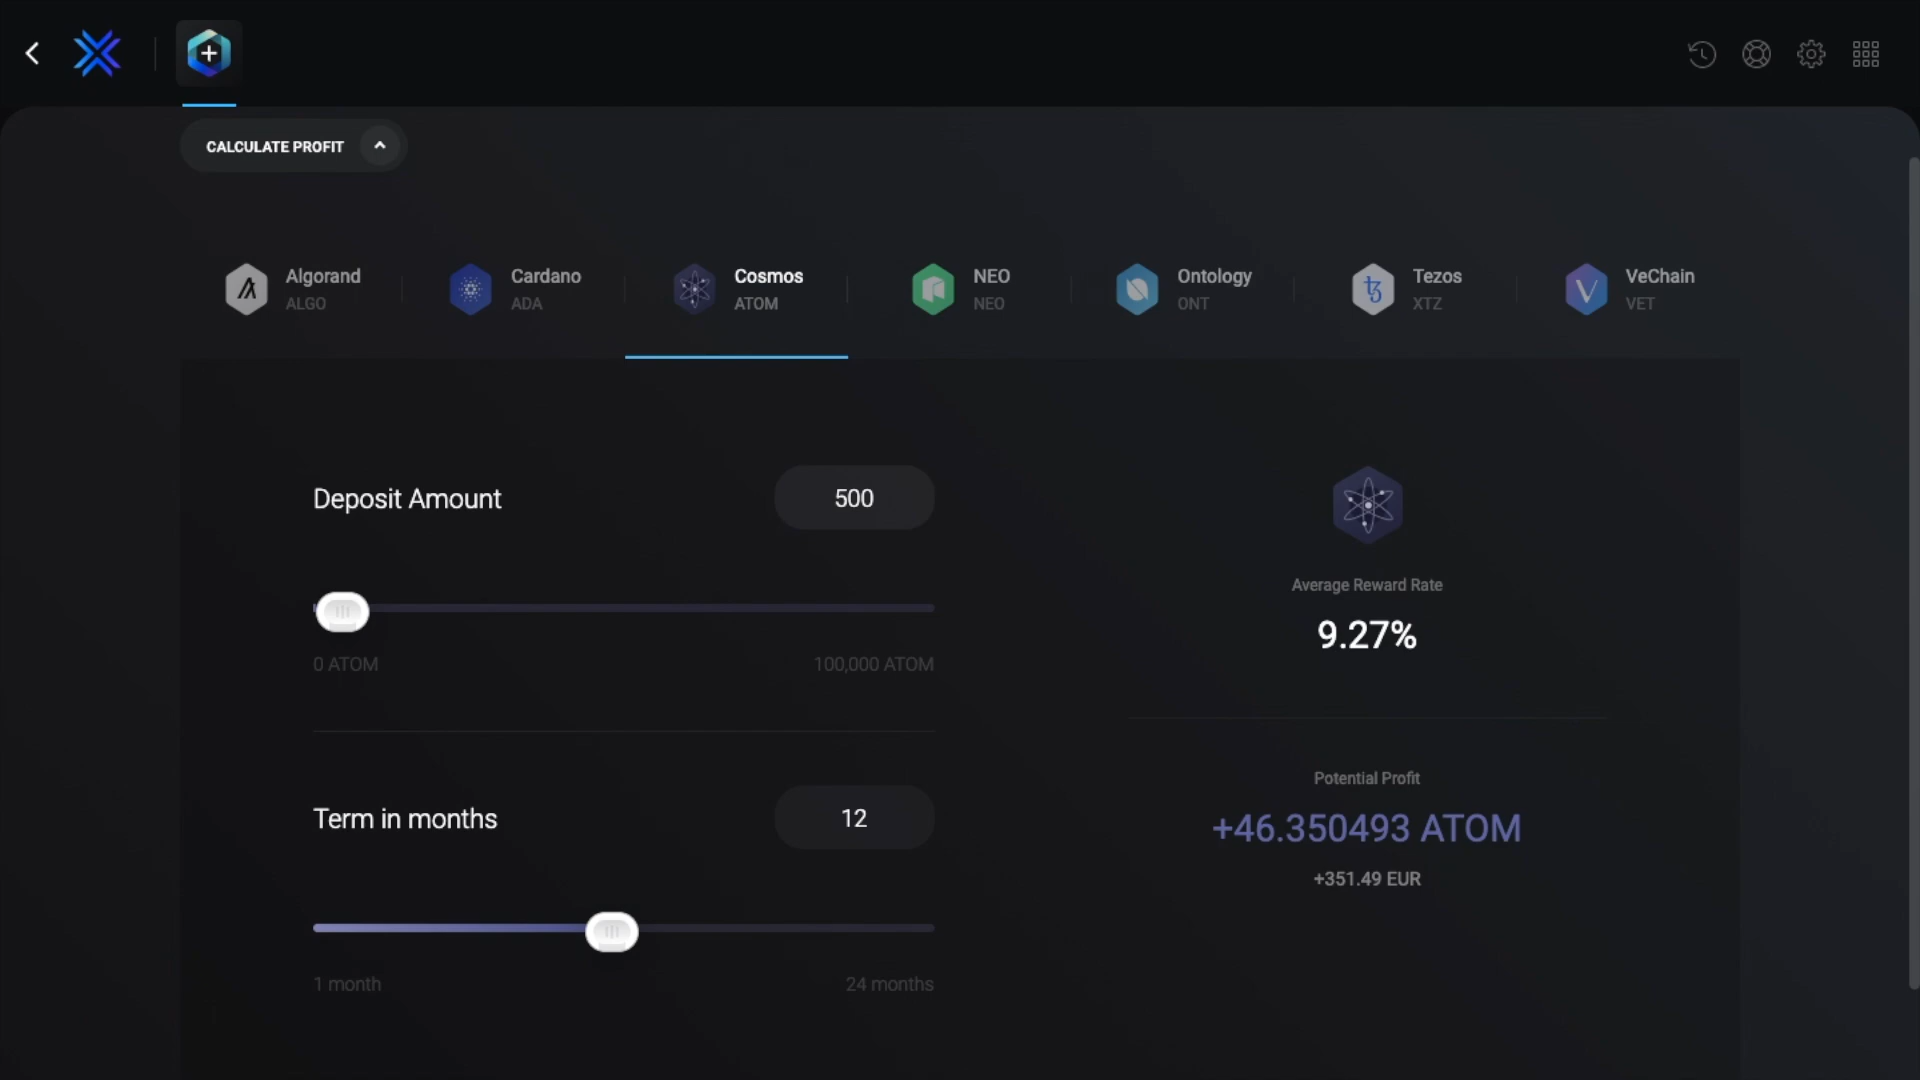 CALCULATE PROFIT
Algorand
ALGO
Cardano
ADA
Cosmos
ATOM
NEO
NEO
Ontology
ONT
Tezos
XTZ
VeChain
VET
Deposit Amount
500
0 ATOM
100,000 ATOM
Term in months
12
1 month
24 months
Average Reward Rate
9.27%
Potential Profit
+46.350493 ATOM
+351.49 EUR